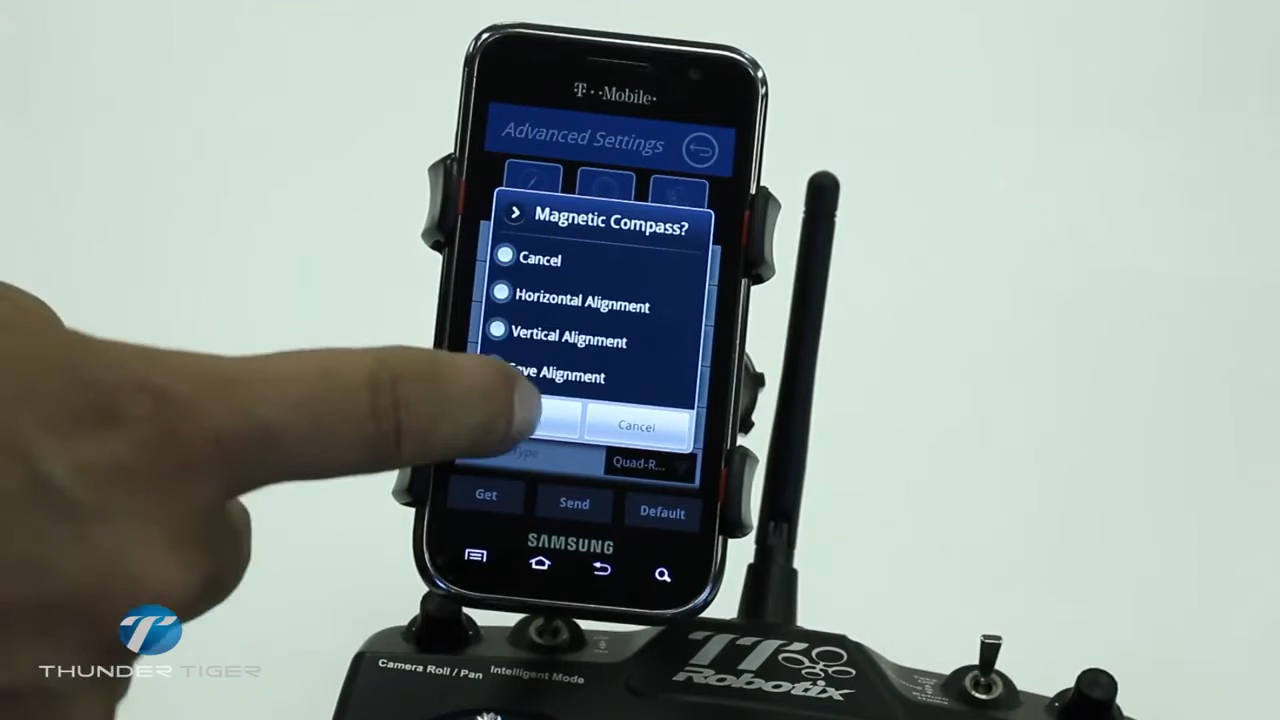 T··Mobile·
Advanced Settings
Magnetic Compass?
Cancel
Horizontal Alignment
Vertical Alignment
Alignment
Cancel
Type
Quad-R...
Get
Send
Default
SAMSUNG
THUNDER TIGER
Camera Roll / Pan
Intelligent Mode
TT
Robotix